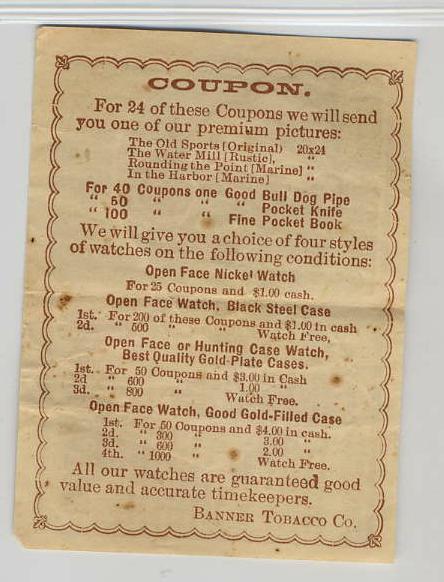 COUPON.
For 24 of these Coupons we will send
you one of our premium pictures:
The Old Sports [Original) 20x24
The Water Mill [Rustic], "
Rounding the Point [Marine] "
In the Harbor [Marine] "
For 40 Coupons one Good Bull Dog Pipe
" 50 " " Pocket Knife
" 100 " " Fine Pocket Book
We will give you a choice of four styles
of watches on the following conditions:
Open Face Nickel Watch
For 25 Coupons and $1.00 cash.
Open Face Watch, Black Steel Case
1st. For 200 of these Coupons and $1.00 in cash
2d. " 500 " Watch Free,
Open Face or Hunting Case Watch,
Best Quality Gold Plate Cases.
1st.. For 50 Coupons and $3.00 in Cash
2d " 600 " 1.00 "
3d. " 800 " Watch Free.
Open Face Watch, Good Gold-Filled Case
1st. For 50 Coupons and $4.00 in cash.
2d. " 300 " 3.00 "
3d. " 600 " 2.00 "
4th. " 1000 " Watch Free.
All our watches are guaranteed good
value and accurate timekeepers.
BANNER TOBACCO CO.